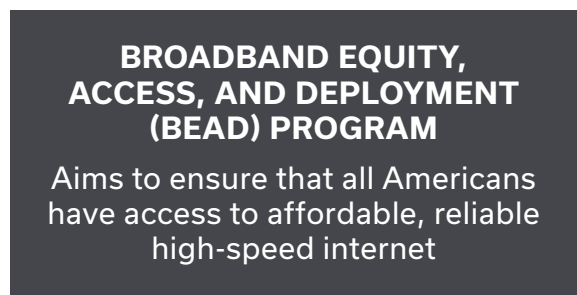 BROADBAND EQUITY,
ACCESS, AND DEPLOYMENT
(BEAD) PROGRAM
Aims to ensure that all Americans
have access to affordable, reliable
high-speed internet